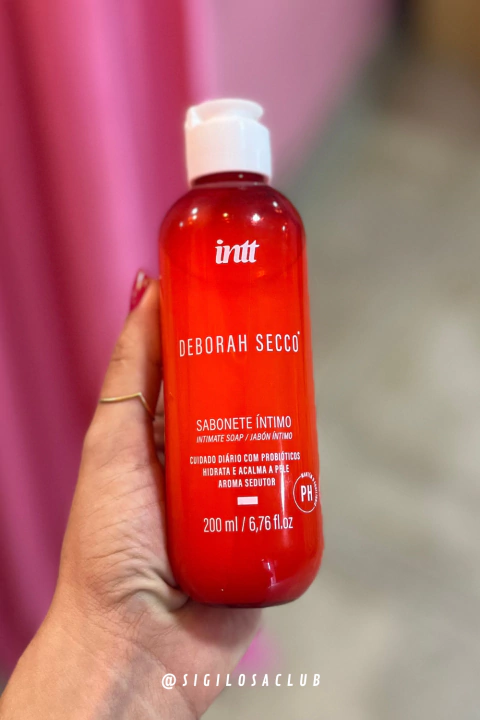 intt
DEBORAH SECCO
SABONETE ÍNTIMO
INTIMATE SOAP / JABÓN ÍNTIMO
CUIDADO DIÁRIO COM PROBIÓTICOS
HIDRATA E ACALMA A PELE
AROMA SEDUTOR
PH
200 ml / 6,76 fl.oz
@SIGILOSACLUB